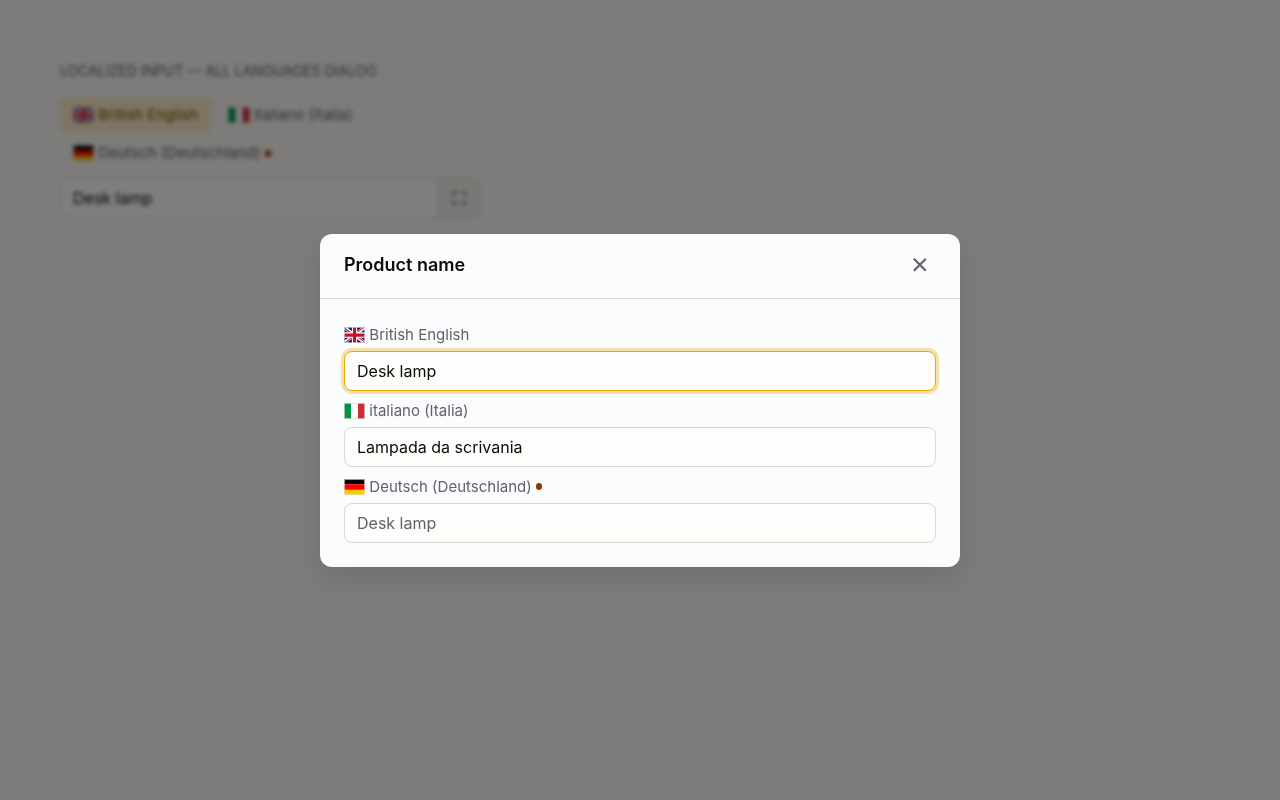 LOCALIZED INPUT — ALL LANGUAGES DIALOG
British English
italiano (Italia)
Deutsch (Deutschland)
Desk lamp
Product name
British English
Desk lamp
italiano (Italia)
Lampada da scrivania
Deutsch (Deutschland)
Desk lamp